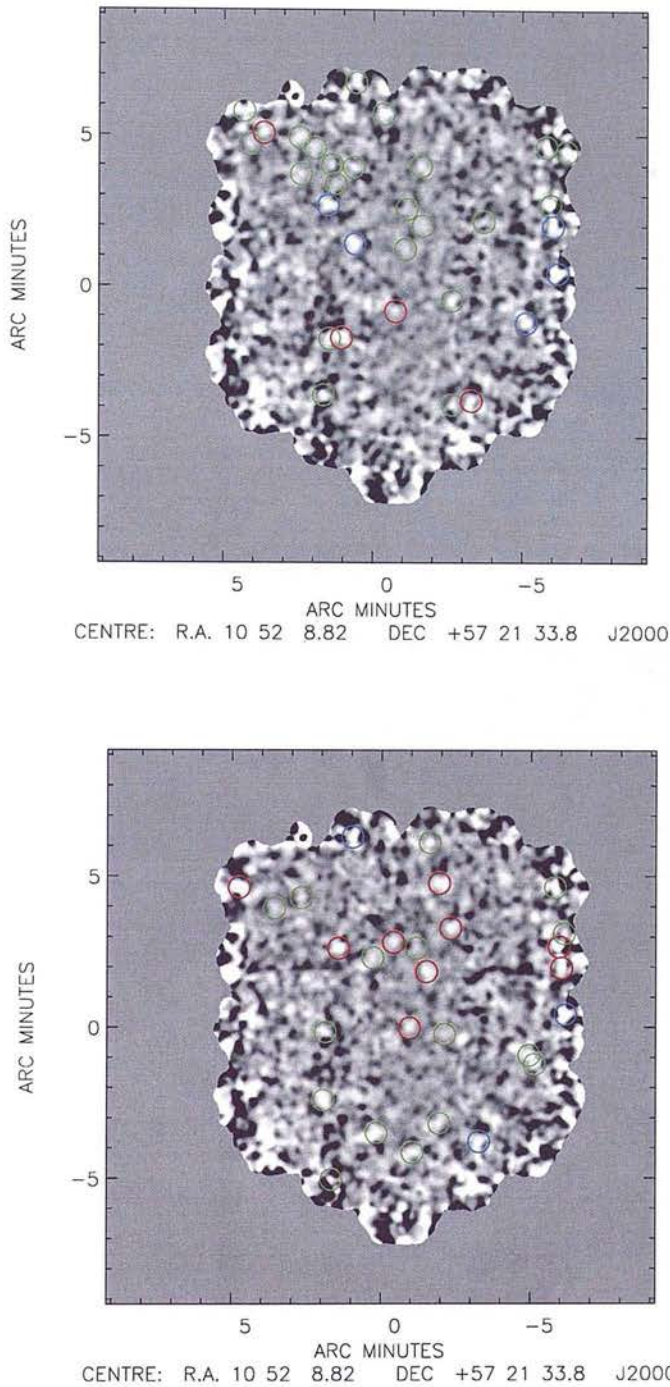 5
0
-5
ARC MINUTES
5 0 -5
ARC MINUTES
CENTRE: R.A. 10 52 8.82 DEC +57 21 33.8 J2000
5
0
-5
ARC MINUTES
5 0 -5
ARC MINUTES
CENTRE: R.A. 10 52 8.82 DEC +57 21 33.8 J200